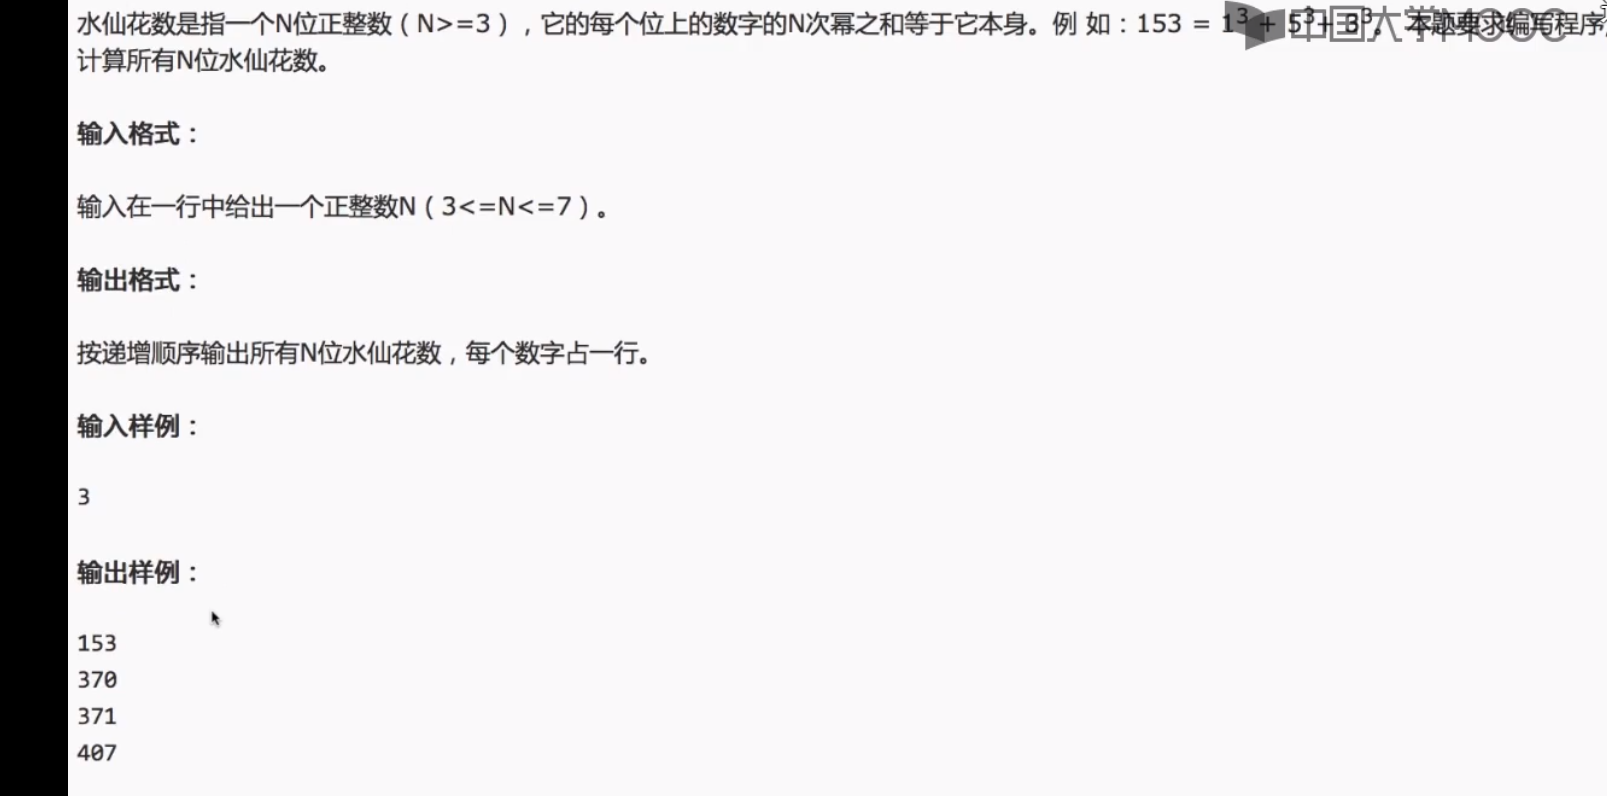 水仙花数是指一个N位正整数（N>=3），它的每个位上的数字的N次幂之和等于它本身。例 如：153 = 1³ + 5³+ 3³。 本题要求编写程序,
中国大学MOOC
计算所有N位水仙花数。
输入格式：
输入在一行中给出一个正整数N（3<=N<=7）。
输出格式：
按递增顺序输出所有N位水仙花数，每个数字占一行。
输入样例：
3
输出样例：
153
370
371
407